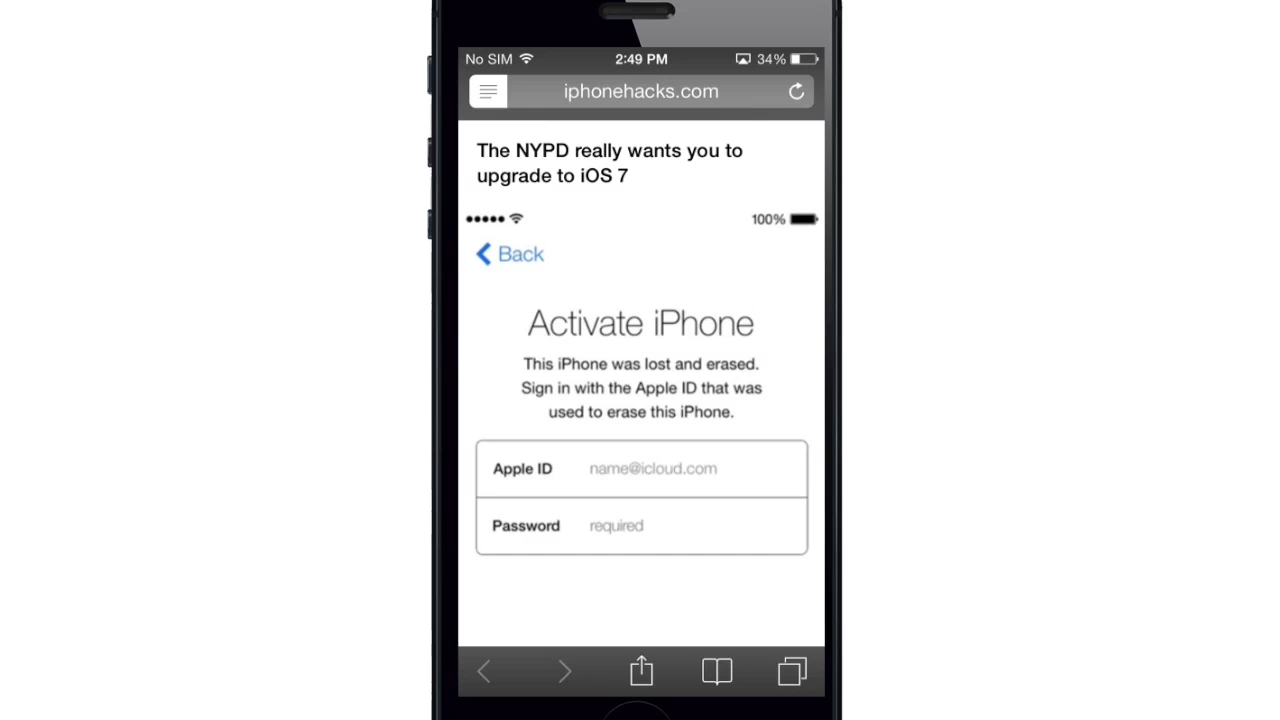 No SIM 2:49 PM 34%
iphonehacks.com
The NYPD really wants you to
upgrade to iOS 7
100%
Back
Activate iPhone
This iPhone was lost and erased.
Sign in with the Apple ID that was
used to erase this iPhone.
Apple ID name@icloud.com
Password required